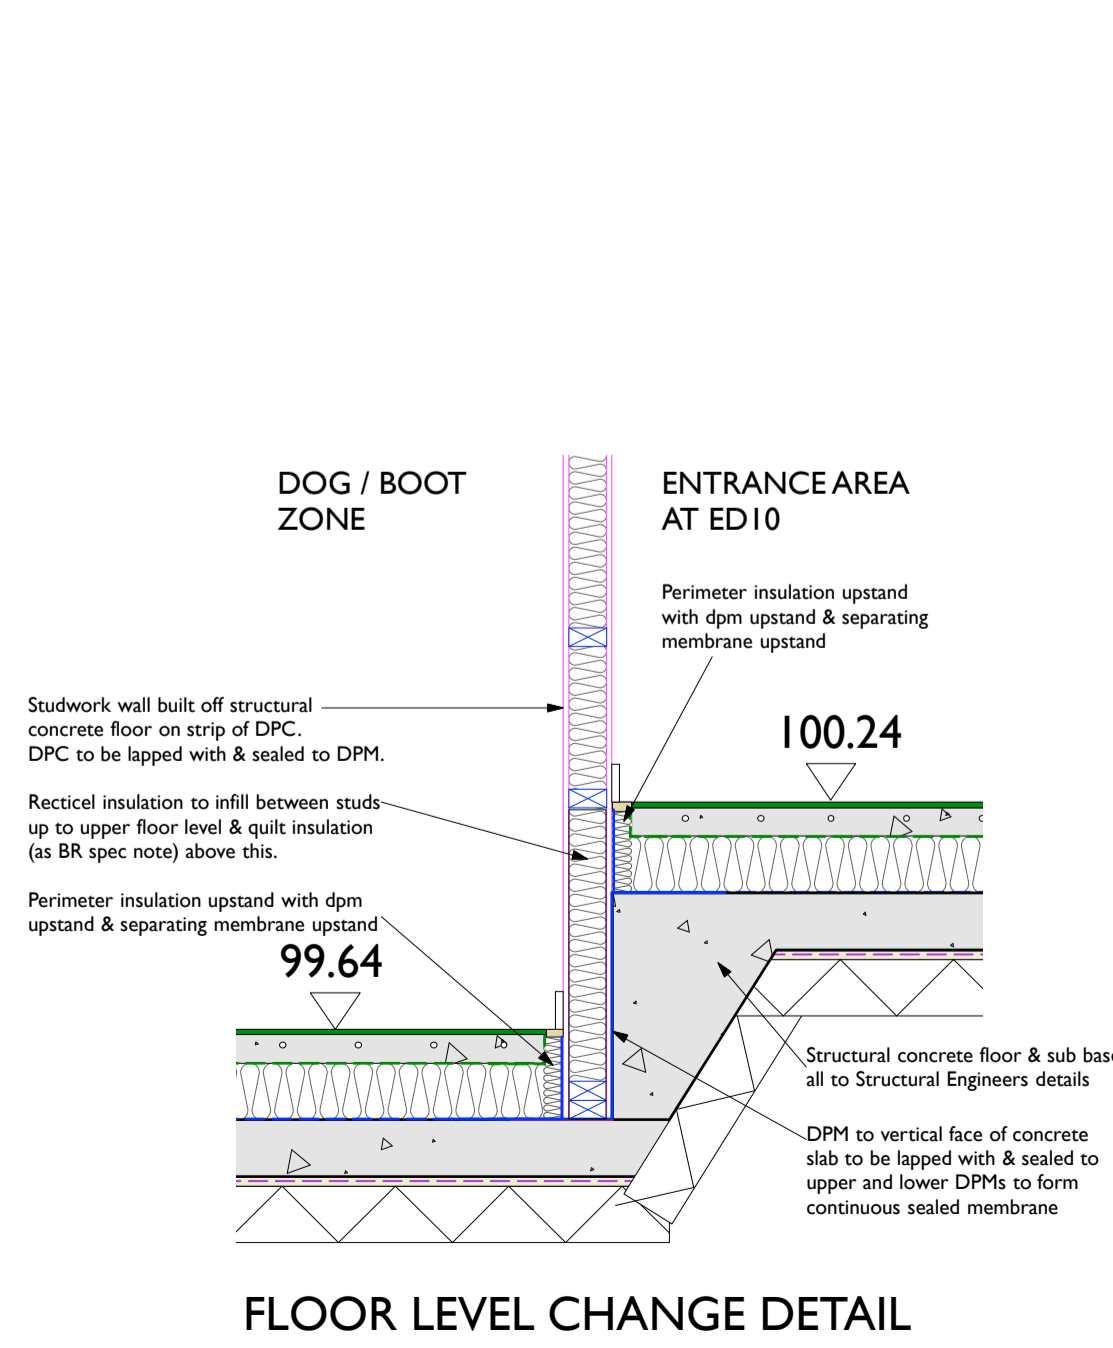 DOG / BOOT
ZONE
ENTRANCE AREA
AT ED10
Perimeter insulation upstand
with dpm upstand & separating
membrane upstand
Studwork wall built off structural
concrete floor on strip of DPC.
DPC to be lapped with & sealed to DPM.
100.24
Recticel insulation to infill between studs
up to upper floor level & quilt insulation
(as BR spec note) above this.
Perimeter insulation upstand with dpm
upstand & separating membrane upstand
99.64
Structural concrete floor & sub base
all to Structural Engineers details
DPM to vertical face of concrete
slab to be lapped with & sealed to
upper and lower DPMs to form
continuous sealed membrane
FLOOR LEVEL CHANGE DETAIL